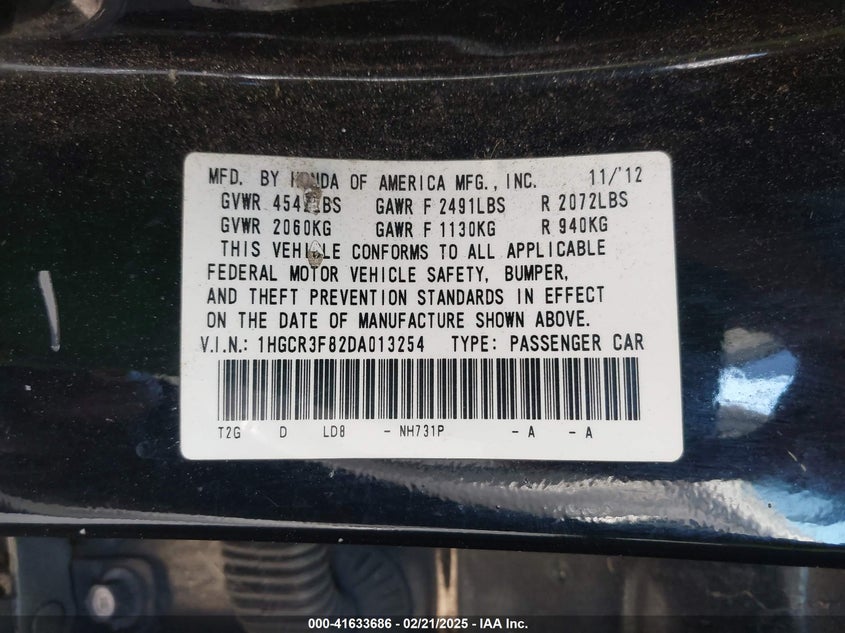 MFD. BY HONDA OF AMERICA MFG., INC. 11/'12
GVWR GAWR F 2491LBS R 2072LBS
GVWR 2060KG GAWR F 1130KG R 940KG
THIS VEHICLE CONFORMS TO ALL APPLICABLE
FEDERAL MOTOR VEHICLE SAFETY, BUMPER,
AND THEFT PREVENTION STANDARDS IN EFFECT
ON THE DATE OF MANUFACTURE SHOWN ABOVE.
V.I.N.: 1HGCR3F82DA013254 TYPE: PASSENGER CAR
T2G D LD8 - NH731P - A - A
000-41633686 - 02/21/2025 - IAA Inc.